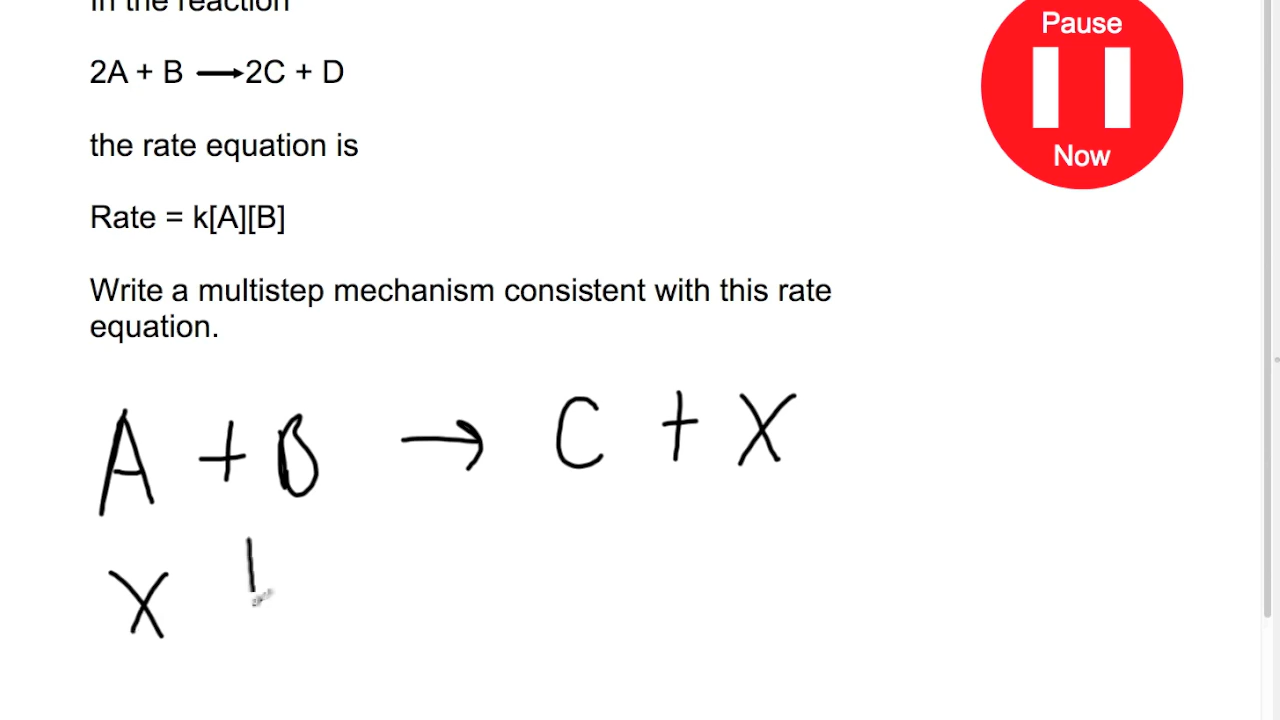 In the reaction
Pause
2A + B ⟶2C + D
the rate equation is
Now
Rate = k[A][B]
Write a multistep mechanism consistent with this rate
equation.
A + B → C + X
X